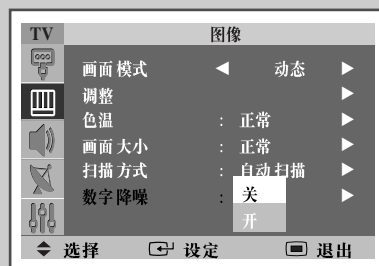 TV 图像
画面模式 ◀ 动态 ▶
调整 ▶
色温 : 正常 ▶
画面大小 : 正常 ▶
扫描方式 : 自动扫描 ▶
数字降噪 : 关 ▶
开
选择 设定 退出